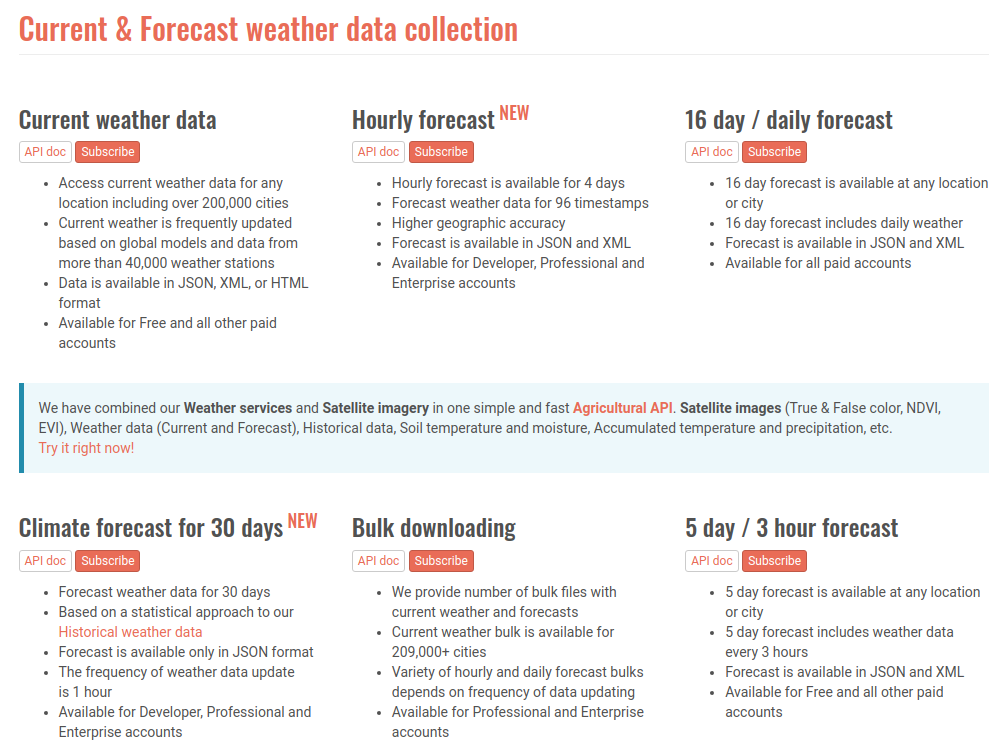 Current & Forecast weather data collection
Current weather data
API doc Subscribe
Access current weather data for any
location including over 200,000 cities
Current weather is frequently updated
based on global models and data from
more than 40,000 weather stations
Data is available in JSON, XML, or HTML
format
Available for Free and all other paid
accounts
Hourly forecast NEW
API doc Subscribe
Hourly forecast is available for 4 days
Forecast weather data for 96 timestamps
Higher geographic accuracy
Forecast is available in JSON and XML
Available for Developer, Professional and
Enterprise accounts
16 day / daily forecast
API doc Subscribe
16 day forecast is available at any location
or city
16 day forecast includes daily weather
Forecast is available in JSON and XML
Available for all paid accounts
We have combined our Weather services and Satellite imagery in one simple and fast Agricultural API. Satellite images (True & False color, NDVI,
EVI), Weather data (Current and Forecast), Historical data, Soil temperature and moisture, Accumulated temperature and precipitation, etc.
Try it right now!
Climate forecast for 30 days NEW
API doc Subscribe
Forecast weather data for 30 days
Based on a statistical approach to our
Historical weather data
Forecast is available only in JSON format
The frequency of weather data update
is 1 hour
Available for Developer, Professional and
Enterprise accounts
Bulk downloading
API doc Subscribe
We provide number of bulk files with
current weather and forecasts
Current weather bulk is available for
209,000+ cities
Variety of hourly and daily forecast bulks
depends on frequency of data updating
Available for Professional and Enterprise
accounts
5 day / 3 hour forecast
API doc Subscribe
5 day forecast is available at any location
or city
5 day forecast includes weather data
every 3 hours
Forecast is available in JSON and XML
Available for Free and all other paid
accounts